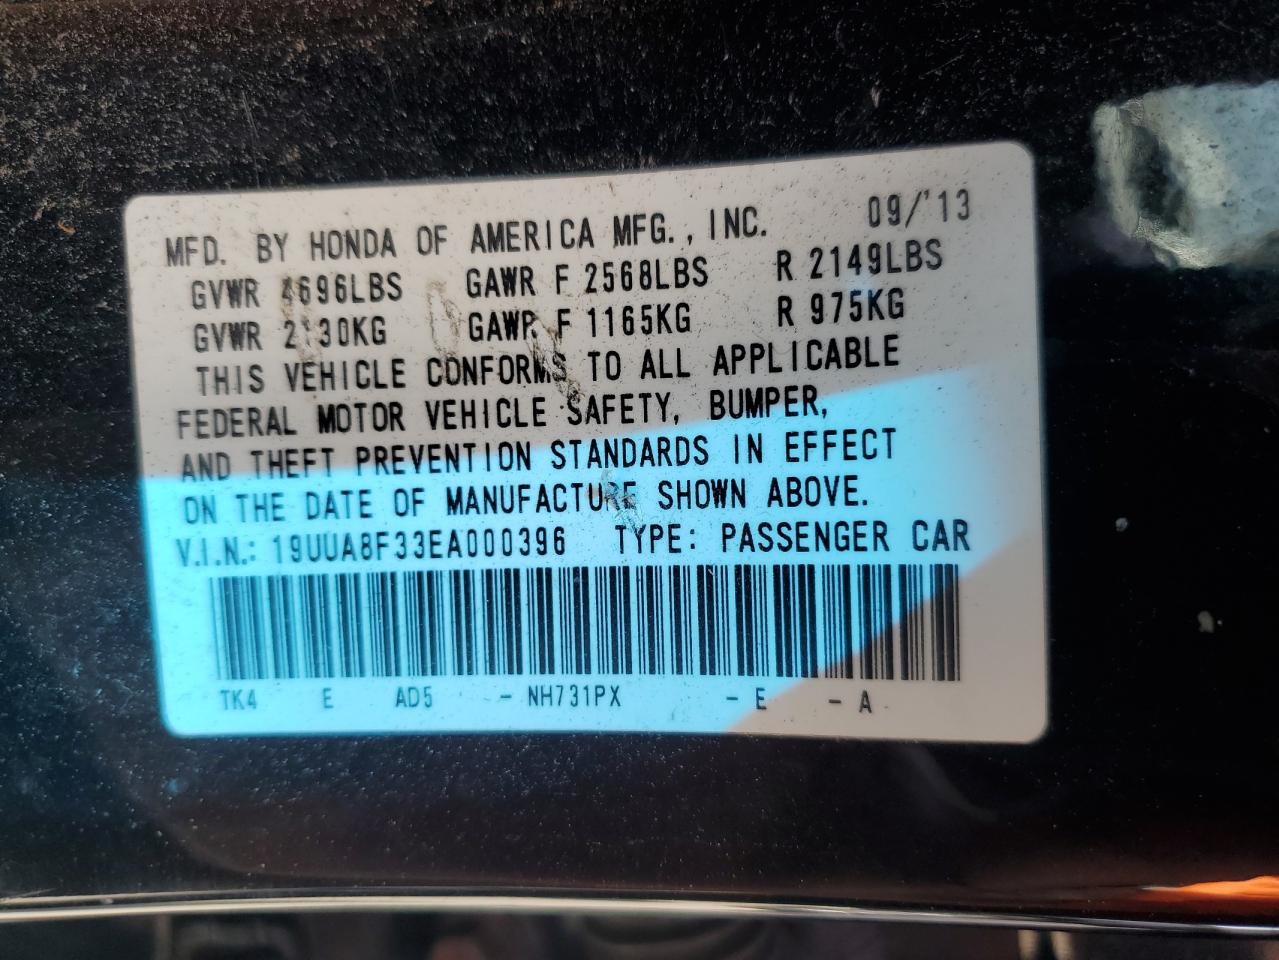 MFD. BY HONDA OF AMERICA MFG., INC. 09/'13
GVWR 4696LBS GAWR F 2568LBS R 2149LBS
GVWR 2130KG GAWR F 1165KG R 975KG
THIS VEHICLE CONFORMS TO ALL APPLICABLE
FEDERAL MOTOR VEHICLE SAFETY, BUMPER,
AND THEFT PREVENTION STANDARDS IN EFFECT
ON THE DATE OF MANUFACTURE SHOWN ABOVE.
V.I.N.: 19UUA8F33EA000396 TYPE: PASSENGER CAR
TK4 E AD5 - NH731PX - E - A